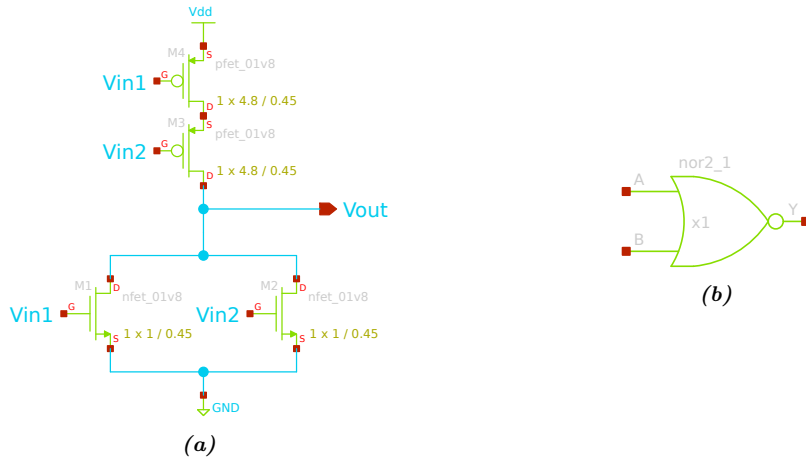 Vdd
M4
S
pfet_01v8
Vin1
G
1 x 4.8 / 0.45
D
M3
S
pfet_01v8
Vin2
G
1 x 4.8 / 0.45
D
Vout
M1
D
nfet_01v8
Vin1
G
1 x 1 / 0.45
S
M2
D
nfet_01v8
Vin2
G
1 x 1 / 0.45
S
GND
(a)
nor2_1
A
x1
Y
B
(b)